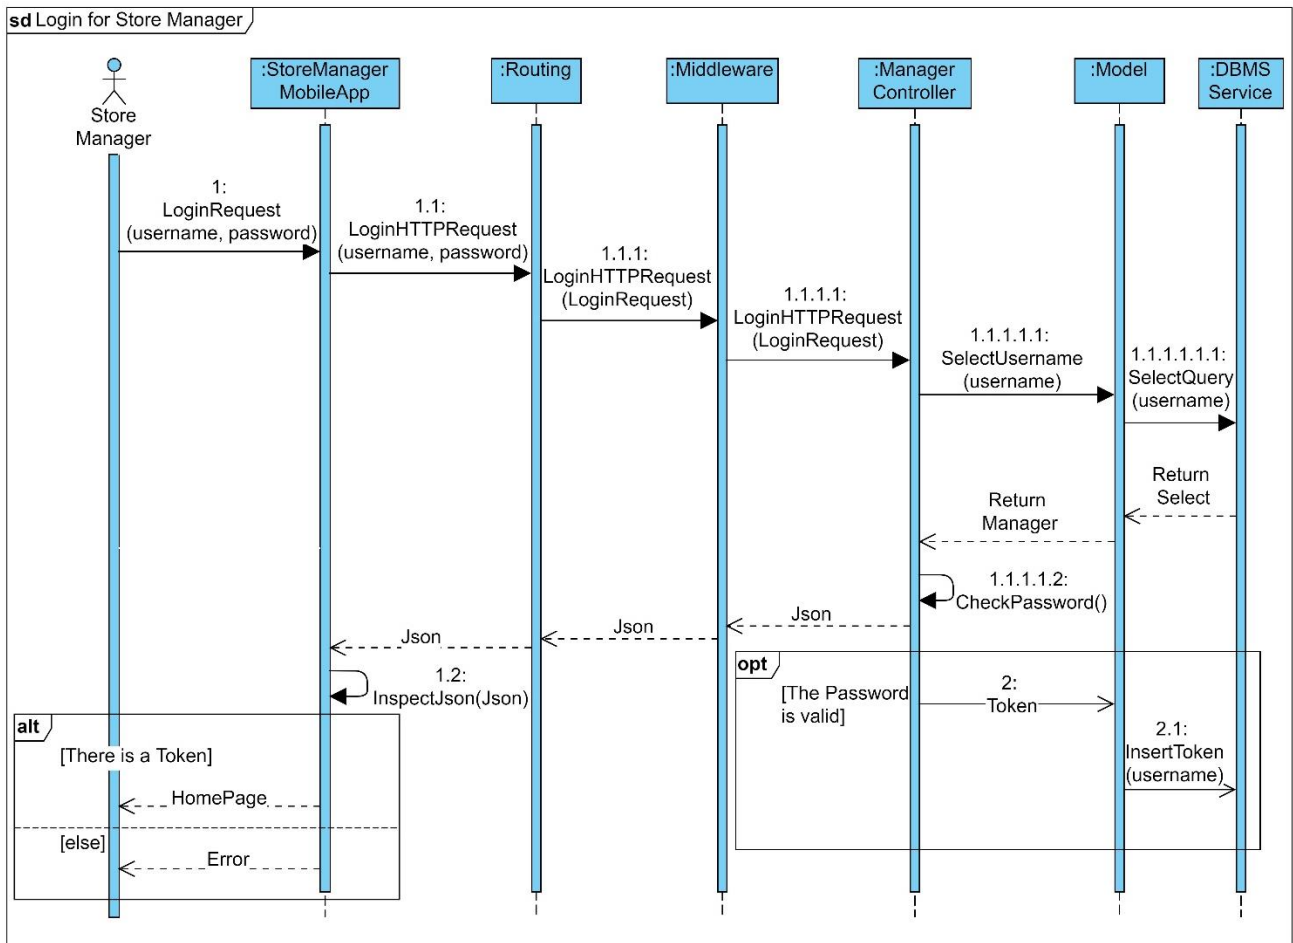 sd Login for Store Manager
Store
Manager
:StoreManager
MobileApp
:Routing
:Middleware
:Manager
Controller
:Model
:DBMS
Service
1:
LoginRequest
(username, password)
1.1:
LoginHTTPRequest
(username, password)
1.1.1:
LoginHTTPRequest
(LoginRequest)
1.1.1.1:
LoginHTTPRequest
(LoginRequest)
1.1.1.1.1:
SelectUsername
(username)
1.1.1.1.1.1:
SelectQuery
(username)
Return
Select
Return
Manager
1.1.1.1.2:
CheckPassword()
Json
Json
Json
1.2:
InspectJson(Json)
opt
[The Password
is valid]
2:
Token
2.1:
InsertToken
(username)
alt
[There is a Token]
HomePage
[else]
Error